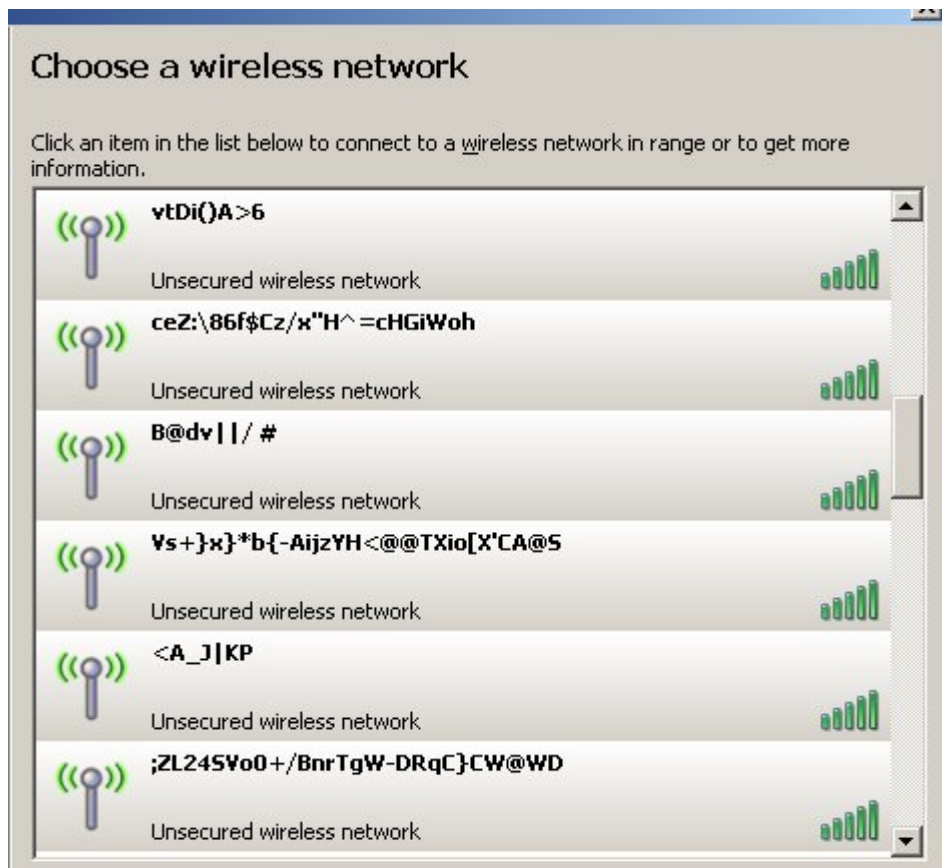 Choose a wireless network
Click an item in the list below to connect to a wireless network in range or to get more
information.
vtDi()A>6
Unsecured wireless network
ceZ:\86f$Cz/x"H^=cHGiWoh
Unsecured wireless network
B@dv||/ #
Unsecured wireless network
Vs+}x}*b{-AijzYH<@@TXio[X'CA@S
Unsecured wireless network
<A_J|KP
Unsecured wireless network
;ZL24SVo0+/BnrTgW-DRqC}CW@WD
Unsecured wireless network